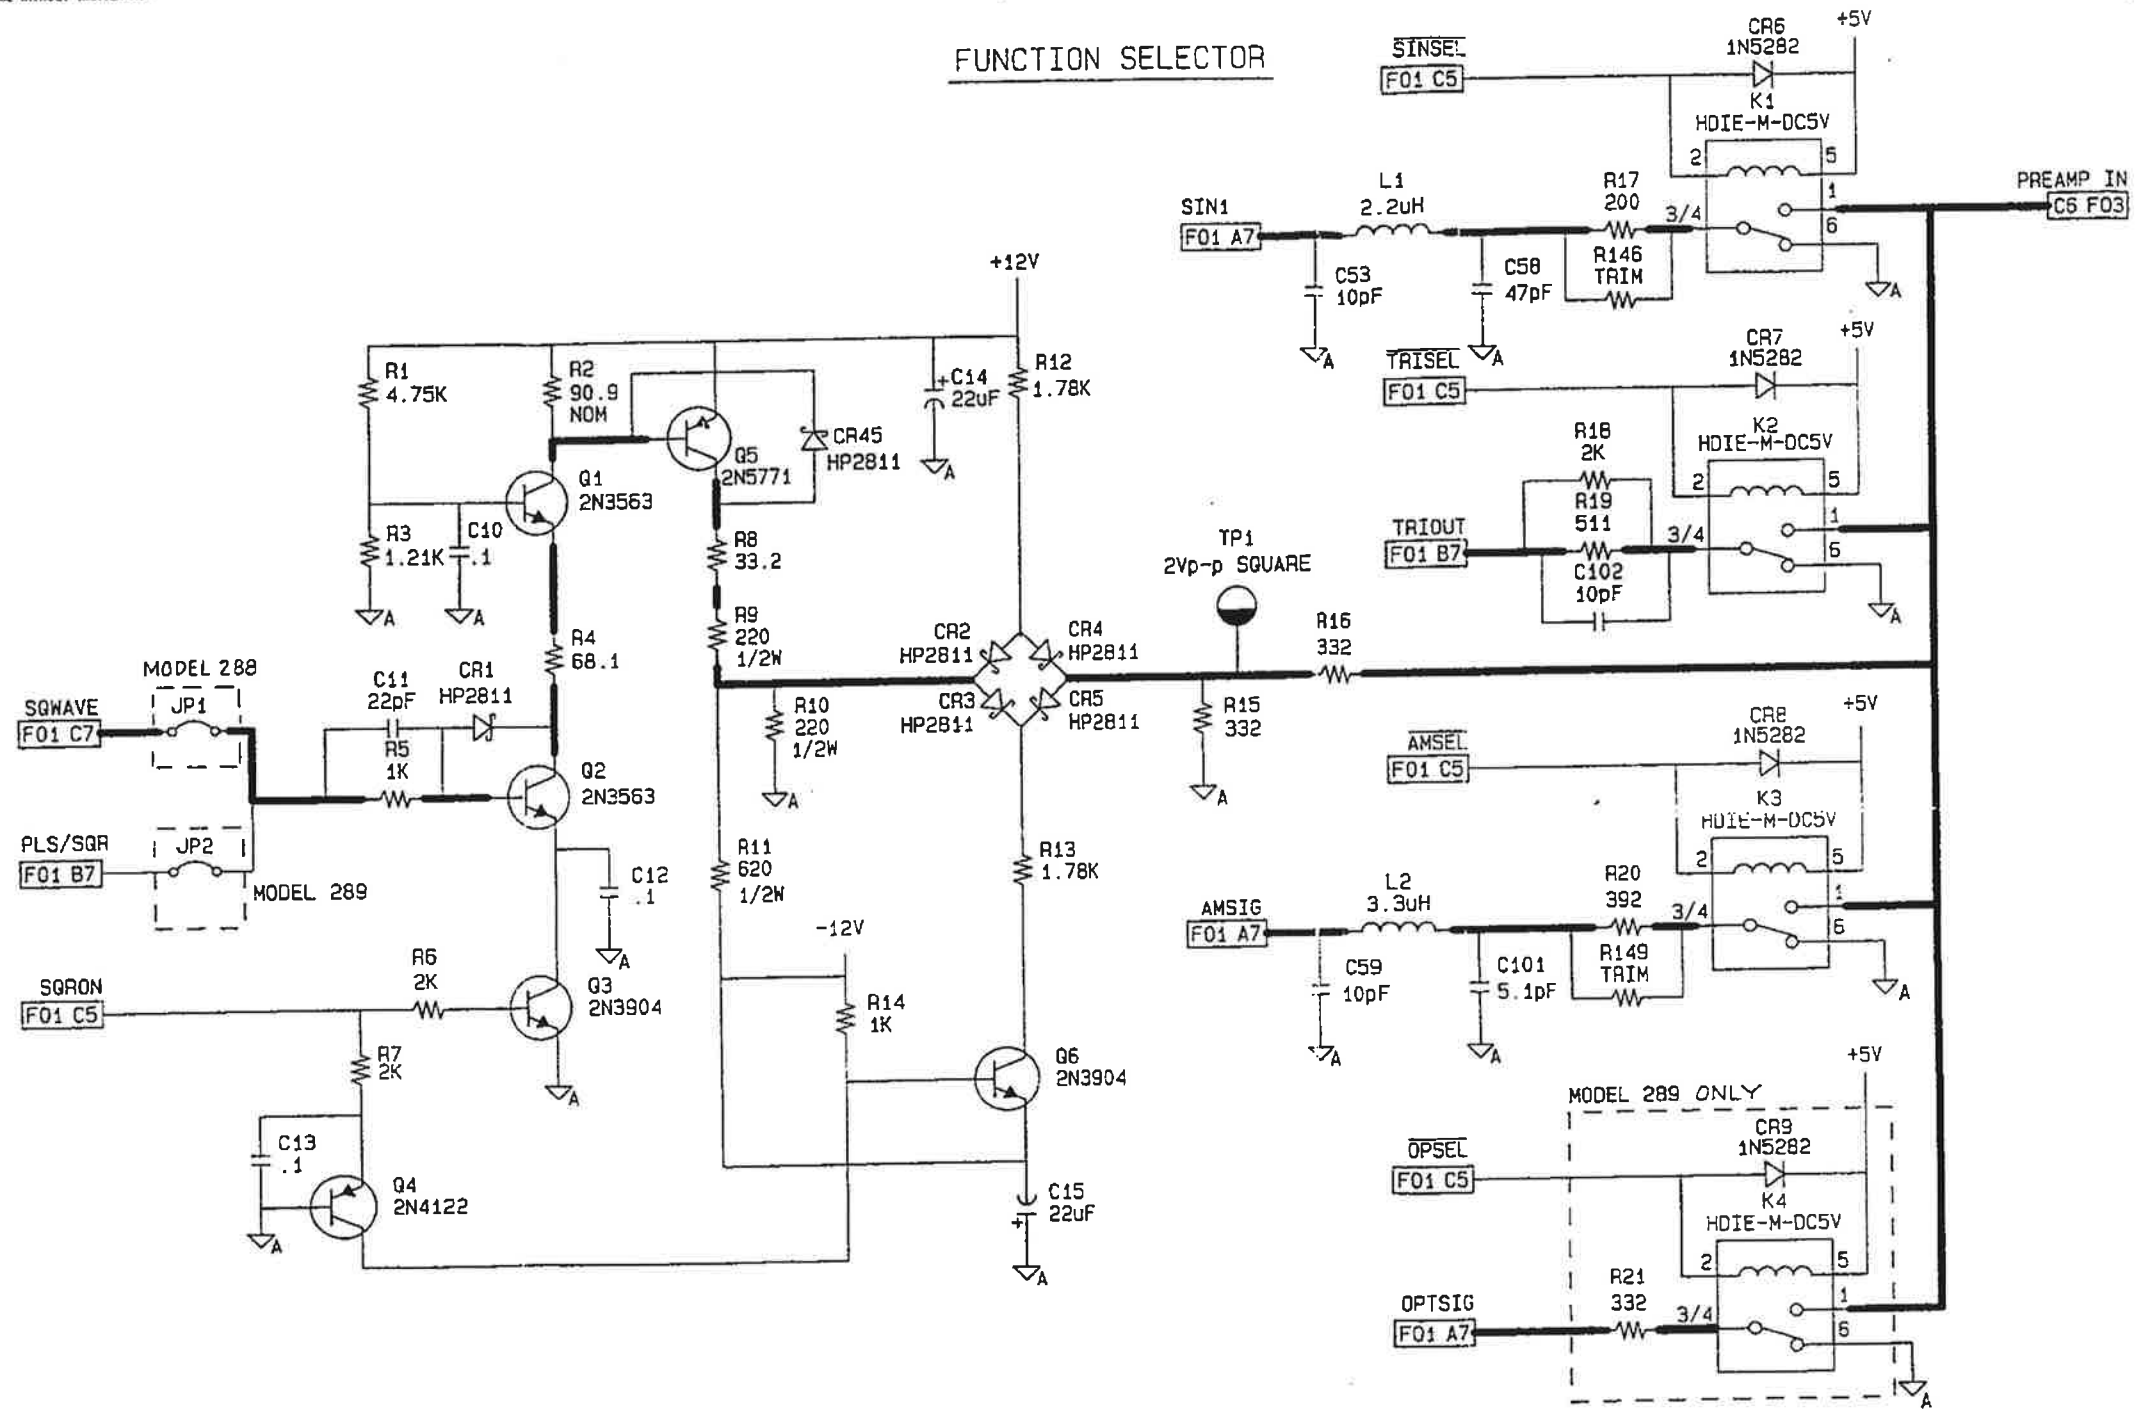 FUNCTION SELECTOR
SINSEL
F01 C5
CR6
1N5282
+5V
K1
HDIE-M-DC5V
2
5
1
3/4
6
SIN1
F01 A7
L1
2.2uH
R17
200
R146
TRIM
C53
10pF
C58
47pF
A
A
A
PREAMP IN
C6 F03
TRISEL
F01 C5
CR7
1N5282
+5V
K2
HDIE-M-DC5V
2
5
1
3/4
6
R18
2K
R19
511
C102
10pF
TRIOUT
F01 B7
A
+12V
R1
4.75K
R2
90.9
NOM
+C14
22uF
A
R12
1.78K
Q5
2N5771
CR45
HP2811
Q1
2N3563
R3
1.21K
C10
.1
A
A
R8
33.2
R9
220
1/2W
R4
68.1
TP1
2Vp-p SQUARE
CR2
HP2811
CR4
HP2811
CR3
HP2811
CR5
HP2811
R16
332
R15
332
A
R10
220
1/2W
A
MODEL 288
JP1
SQWAVE
F01 C7
C11
22pF
CR1
HP2811
R5
1K
Q2
2N3563
PLS/SQR
F01 B7
JP2
MODEL 289
C12
.1
A
R11
620
1/2W
R13
1.78K
-12V
R14
1K
SQRON
F01 C5
R6
2K
Q3
2N3904
A
R7
2K
C13
.1
A
Q4
2N4122
Q6
2N3904
C15
22uF
+
A
AMSEL
F01 C5
CR8
1N5282
+5V
K3
HDIE-M-DC5V
2
5
1
3/4
6
AMSIG
F01 A7
L2
3.3uH
R20
392
R149
TRIM
C59
10pF
C101
5.1pF
A
A
A
MODEL 289 ONLY
+5V
OPSEL
F01 C5
CR9
1N5282
K4
HDIE-M-DC5V
2
5
1
3/4
6
R21
332
OPTSIG
F01 A7
A